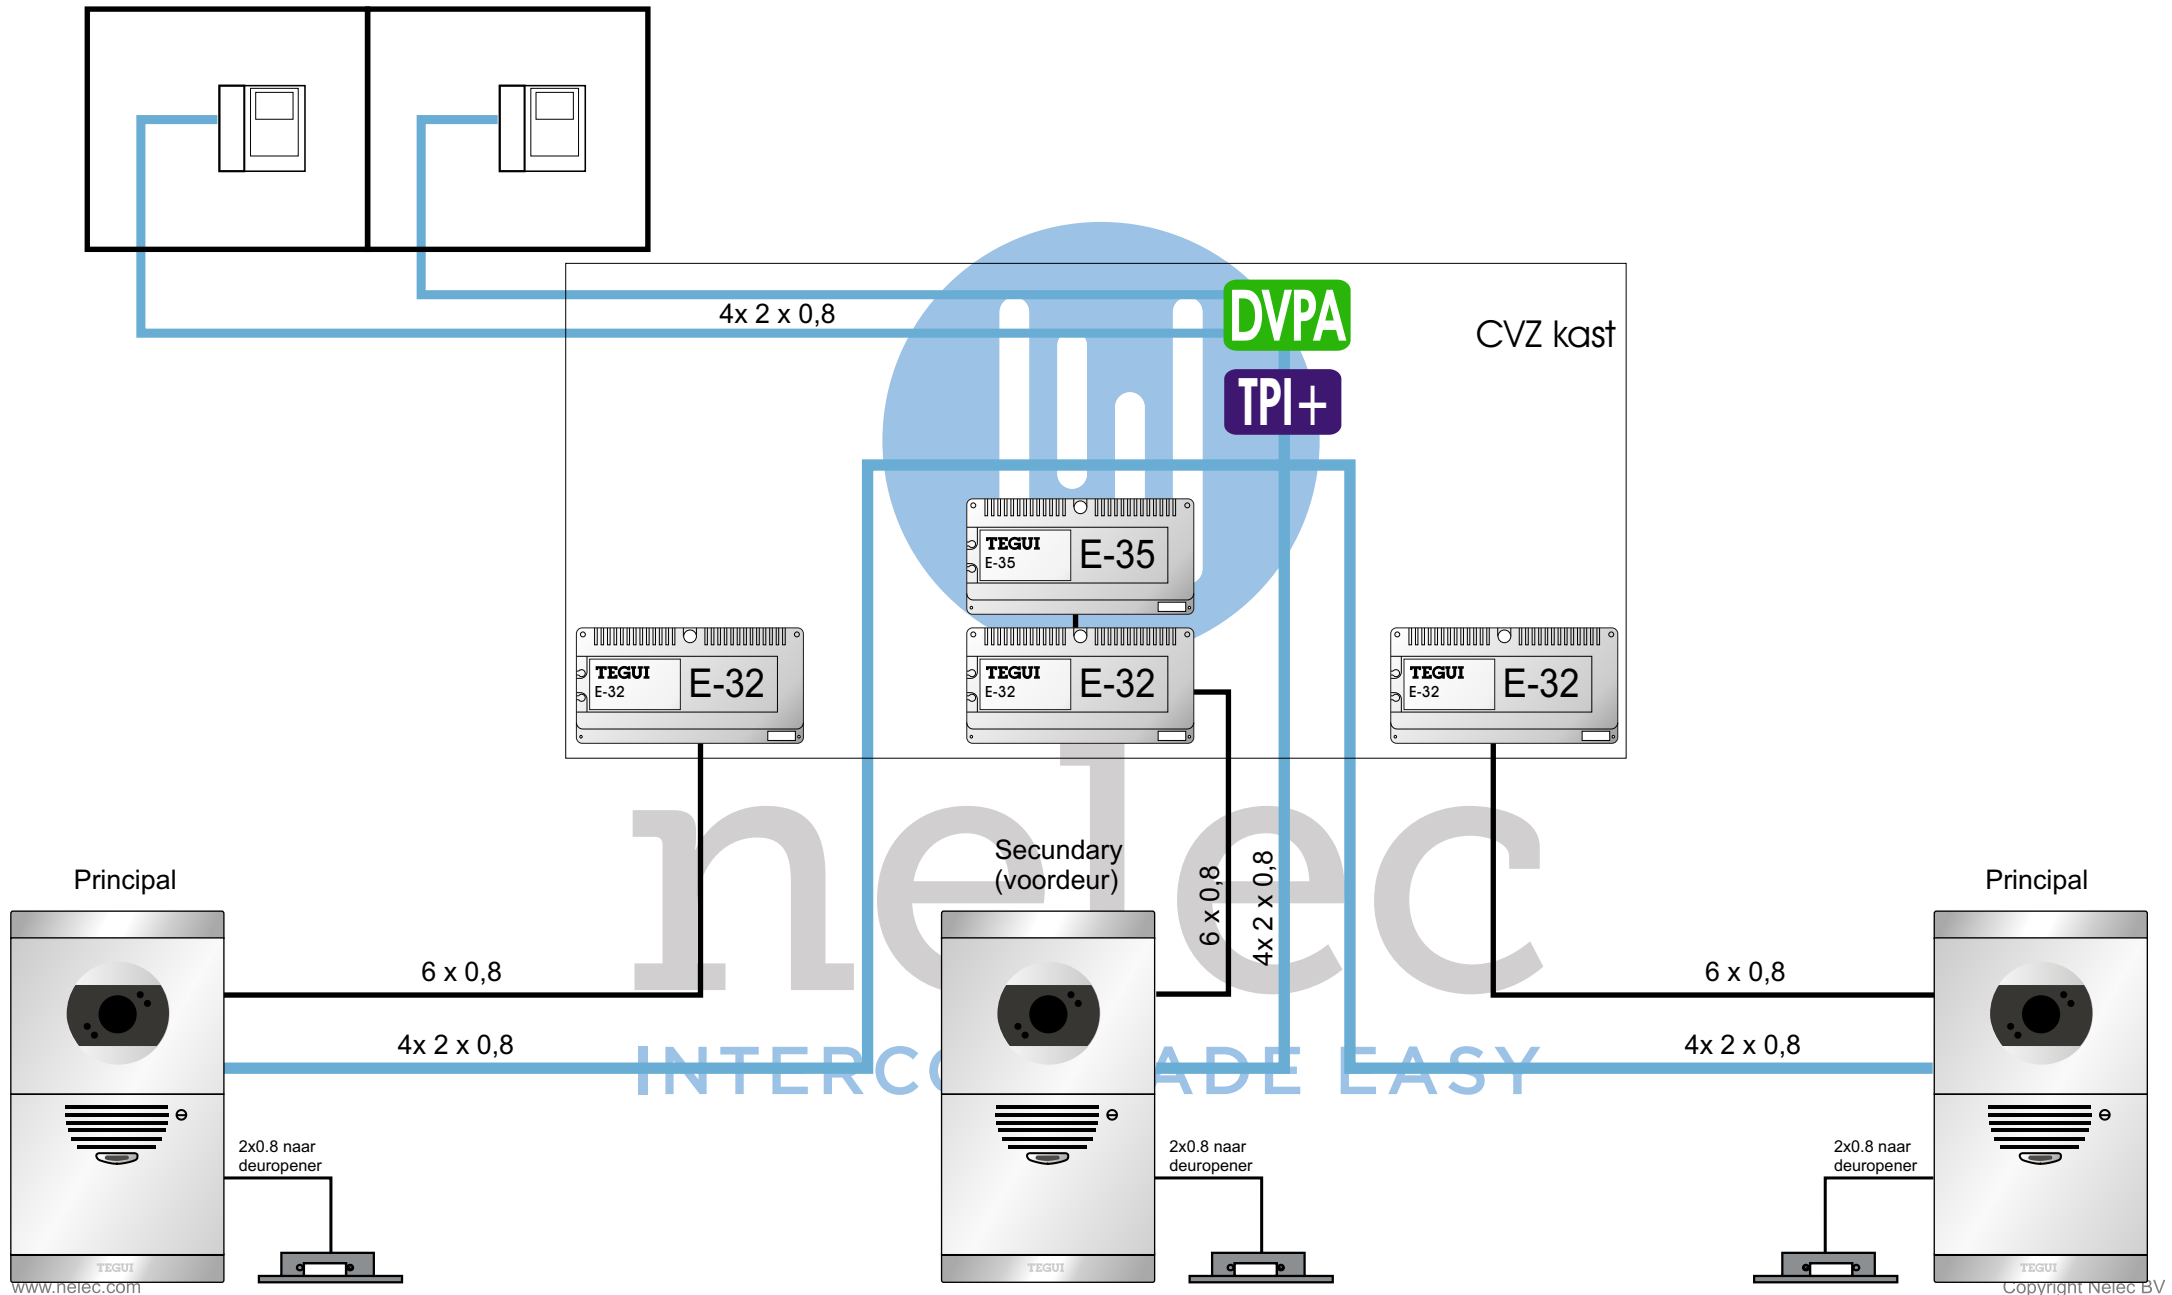 4x 2 x 0,8
DVPA
CVZ kast
TPI+
TEGUI
E-35
E-35
TEGUI
E-32
E-32
TEGUI
E-32
E-32
TEGUI
E-32
E-32
nelec
Principal
Secundary
(voordeur)
6 x 0,8
4x 2 x 0,8
Principal
6 x 0,8
6 x 0,8
4x 2 x 0,8
4x 2 x 0,8
INTERCO ADE EASY
2x0.8 naar
deuropener
2x0.8 naar
deuropener
2x0.8 naar
deuropener
TEGUI
TEGUI
TEGUI
www.nelec.com
Copyright Nelec BV